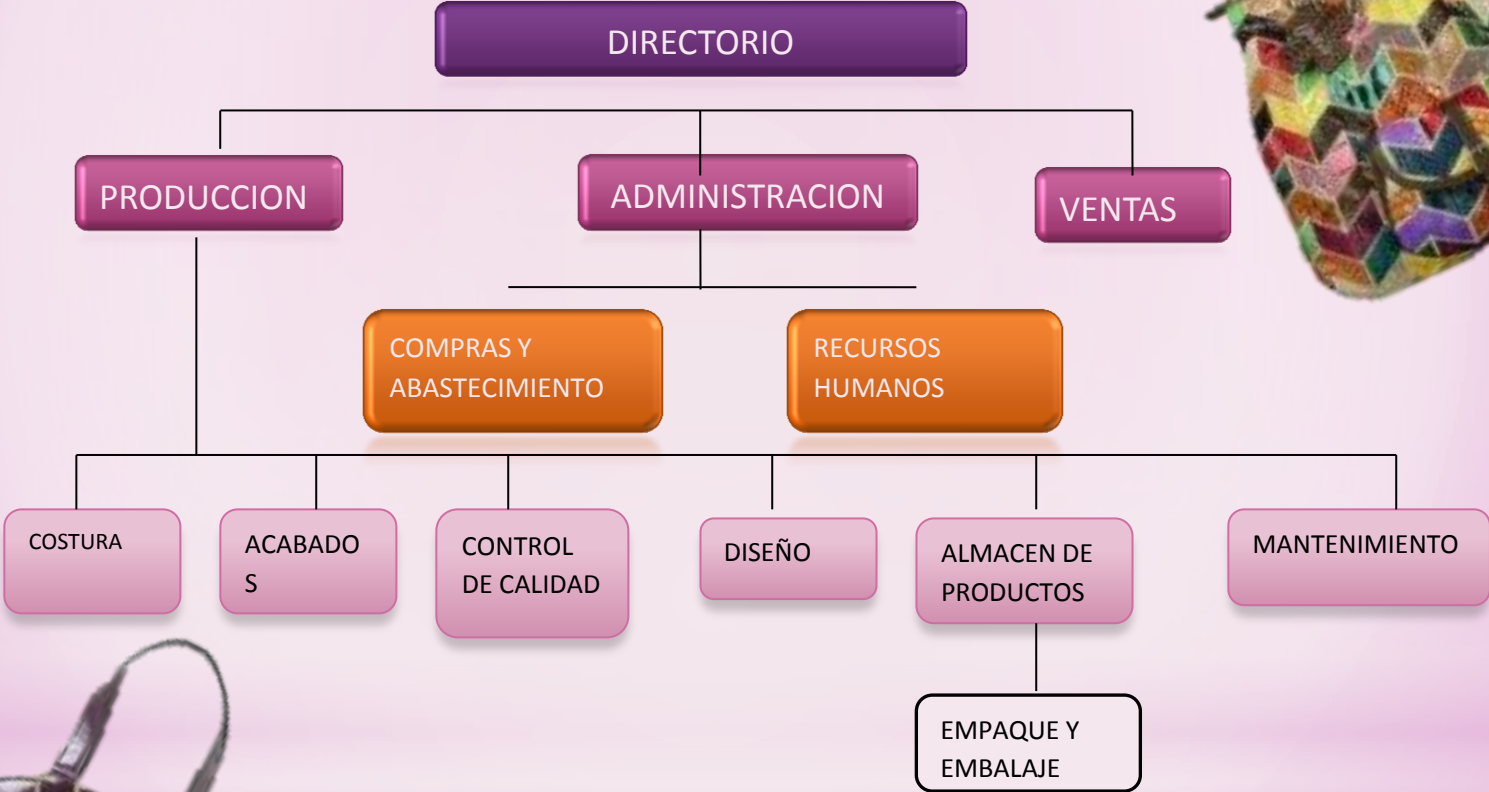 DIRECTORIO
PRODUCCION
ADMINISTRACION
VENTAS
COMPRAS Y
ABASTECIMIENTO
RECURSOS
HUMANOS
COSTURA
ACABADO
S
CONTROL
DE CALIDAD
DISEÑO
ALMACEN DE
PRODUCTOS
MANTENIMIENTO
EMPAQUE Y
EMBALAJE